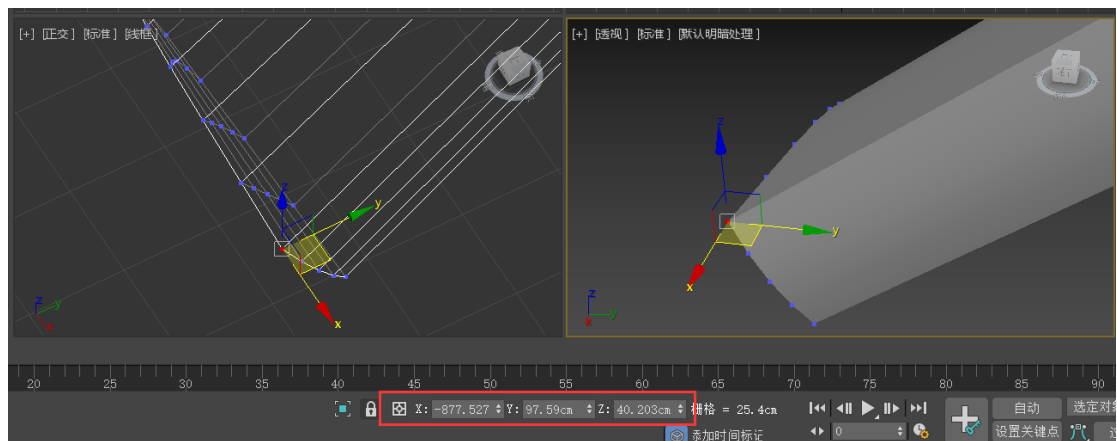 [+] [正交] [标准] [线框]
[+] [透视] [标准] [默认明暗处理]
z
y
x
z
y
x
z
y
x
z
y
20 25 30 35 40 45 50 55 60 65 70 75 80 85 90
X: -877.527 Y: 97.59cm Z: 40.203cm 栅格 = 25.4cm
自动 选定对
添加时间标记 0 设置关键点